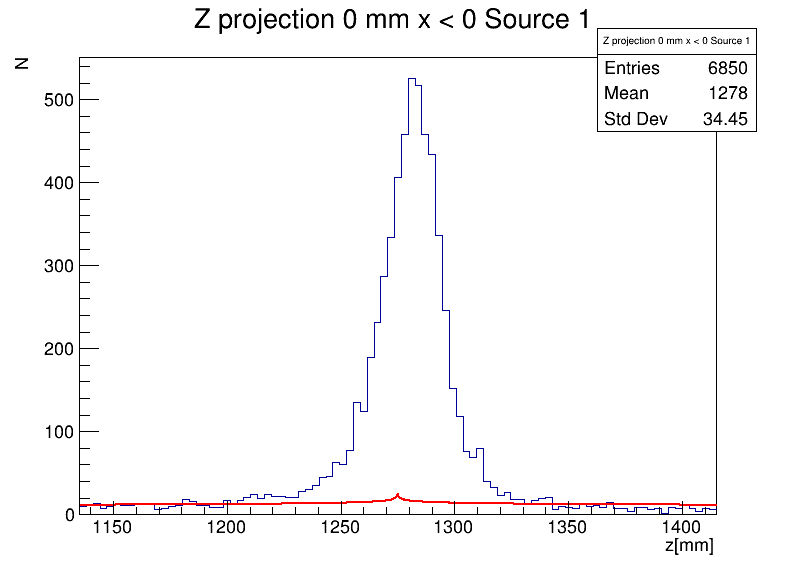 Z projection 0 mm x < 0 Source 1
Z projection 0 mm x < 0 Source 1
Entries 6850
Mean 1278
Std Dev 34.45
N
500
400
300
200
100
0
1150 1200 1250 1300 1350 1400
z[mm]